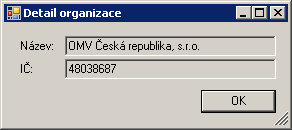 Detail organizace
Název: OMV Česká republika, s.r.o.
IČ: 48038687
OK